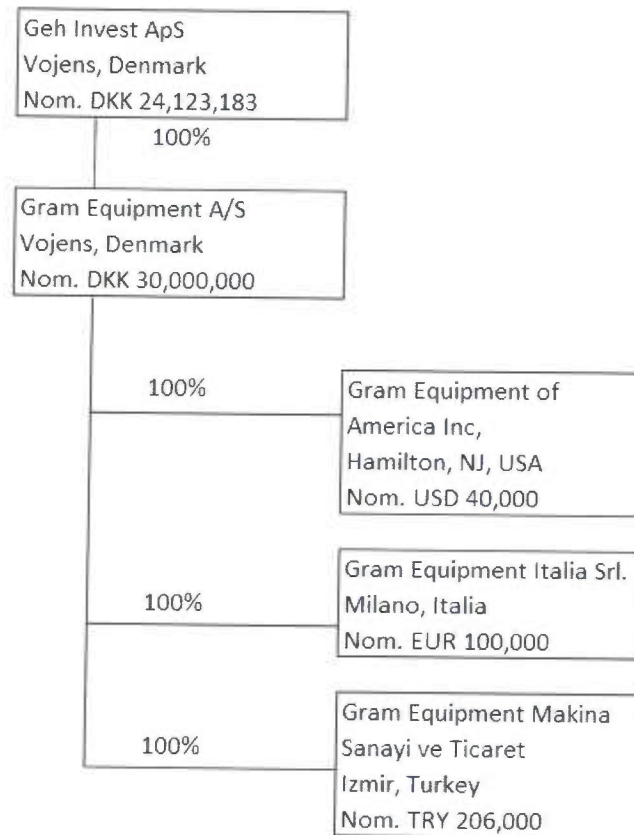 Geh Invest ApS
Vojens, Denmark
Nom. DKK 24,123,183
100%
Gram Equipment A/S
Vojens, Denmark
Nom. DKK 30,000,000
100%
Gram Equipment of
America Inc,
Hamilton, NJ, USA
Nom. USD 40,000
100%
Gram Equipment Italia Srl.
Milano, Italia
Nom. EUR 100,000
100%
Gram Equipment Makina
Sanayi ve Ticaret
Izmir, Turkey
Nom. TRY 206,000